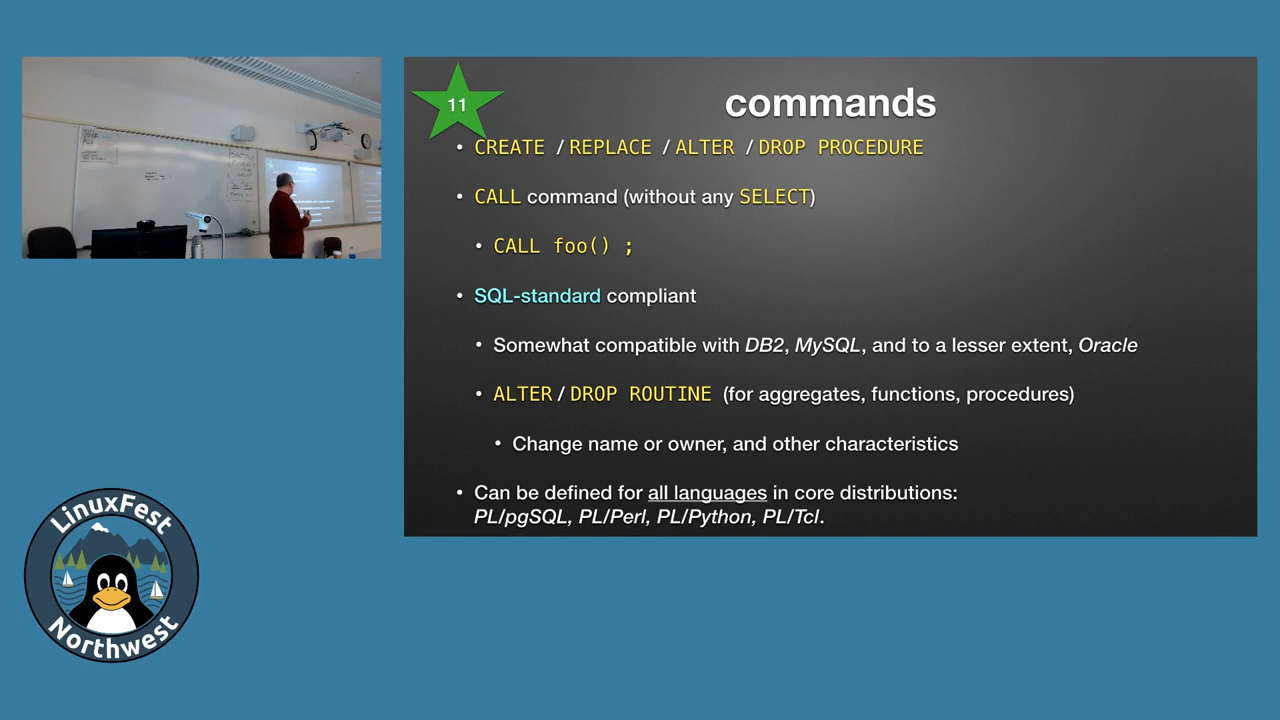 11
commands
• CREATE / REPLACE / ALTER / DROP PROCEDURE
• CALL command (without any SELECT)
• CALL foo() ;
• SQL-standard compliant
• Somewhat compatible with DB2, MySQL, and to a lesser extent, Oracle
• ALTER / DROP ROUTINE (for aggregates, functions, procedures)
• Change name or owner, and other characteristics
• Can be defined for all languages in core distributions:
PL/pgSQL, PL/Perl, PL/Python, PL/Tcl.
LinuxFest
Northwest